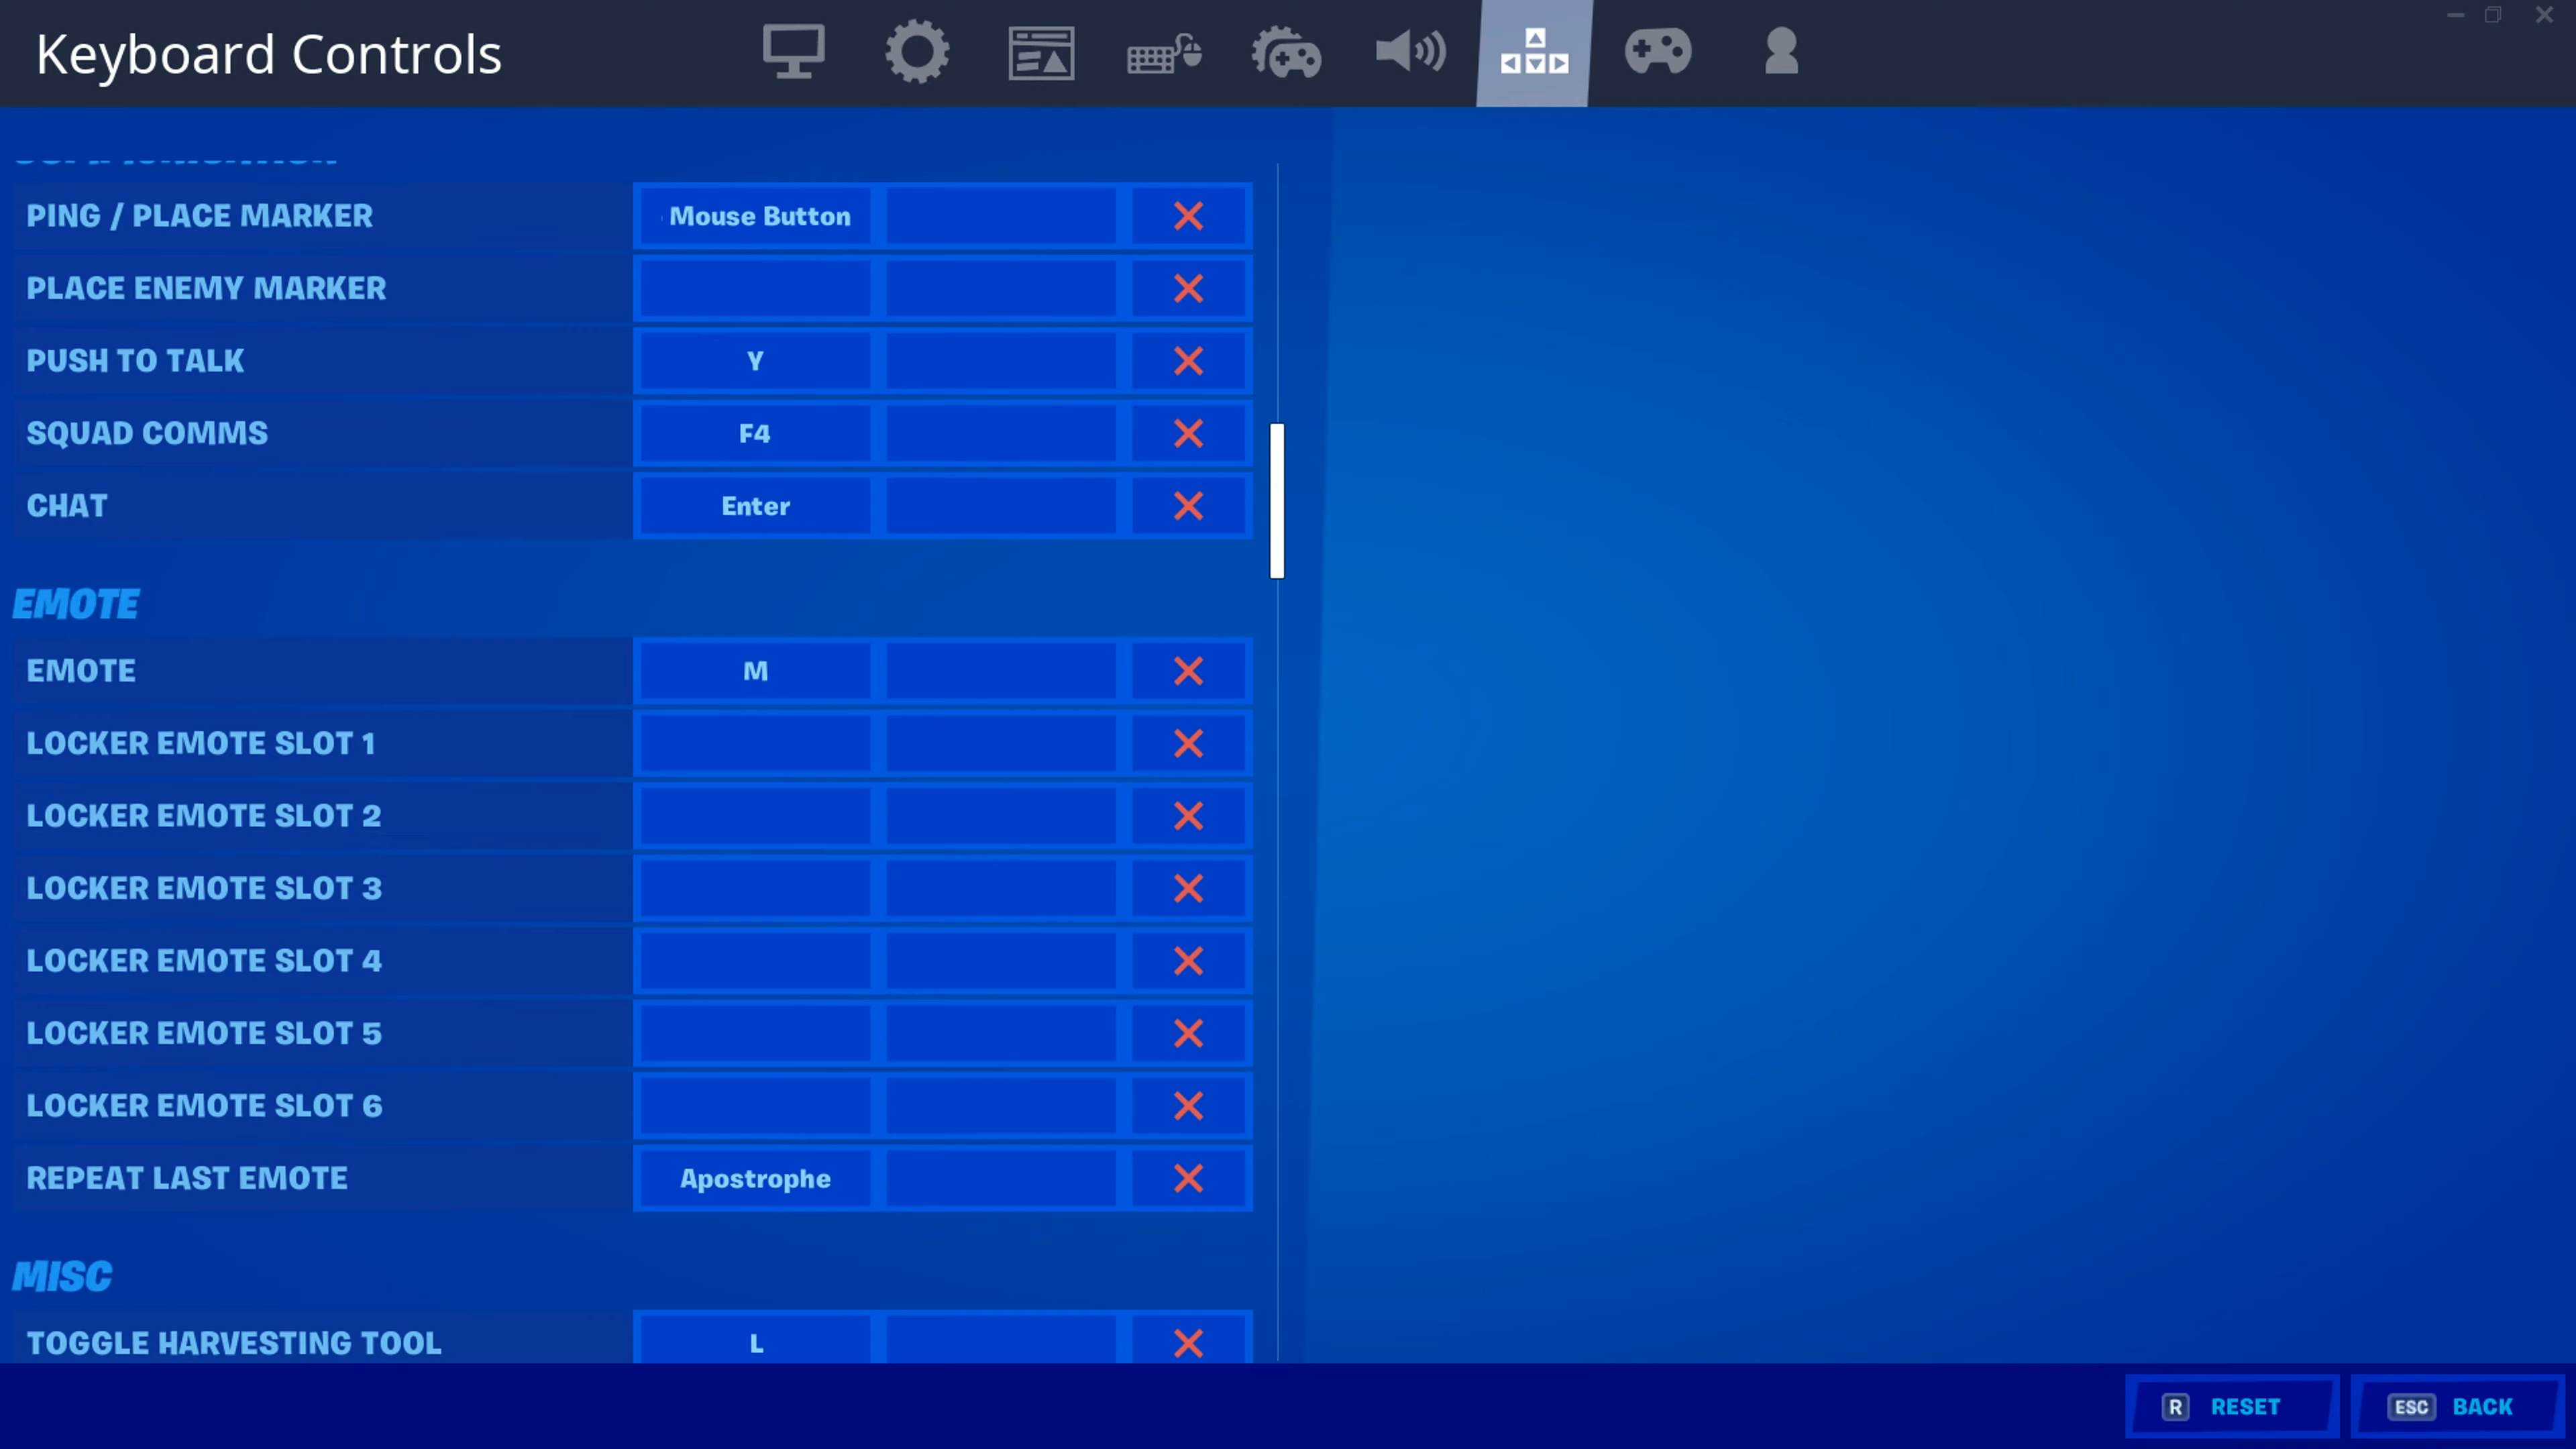 Keyboard Controls
PING / PLACE MARKER
Mouse Button
PLACE ENEMY MARKER
PUSH TO TALK
Y
SQUAD COMMS
F4
CHAT
Enter
EMOTE
EMOTE
M
LOCKER EMOTE SLOT 1
LOCKER EMOTE SLOT 2
LOCKER EMOTE SLOT 3
LOCKER EMOTE SLOT 4
LOCKER EMOTE SLOT 5
LOCKER EMOTE SLOT 6
REPEAT LAST EMOTE
Apostrophe
MISC
TOGGLE HARVESTING TOOL
L
R RESET
ESC BACK